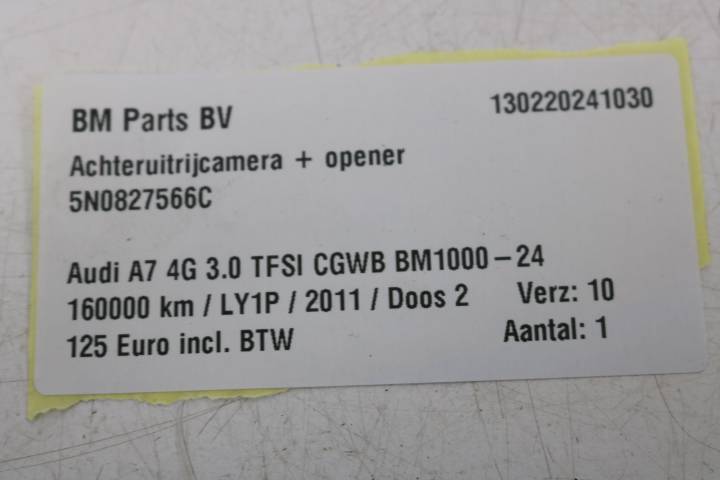 BM Parts BV 130220241030
Achteruitrijcamera + opener
5N0827566C
Audi A7 4G 3.0 TFSI CGWB BM1000-24
160000 km / LY1P / 2011 / Doos 2 Verz: 10
125 Euro incl. BTW Aantal: 1